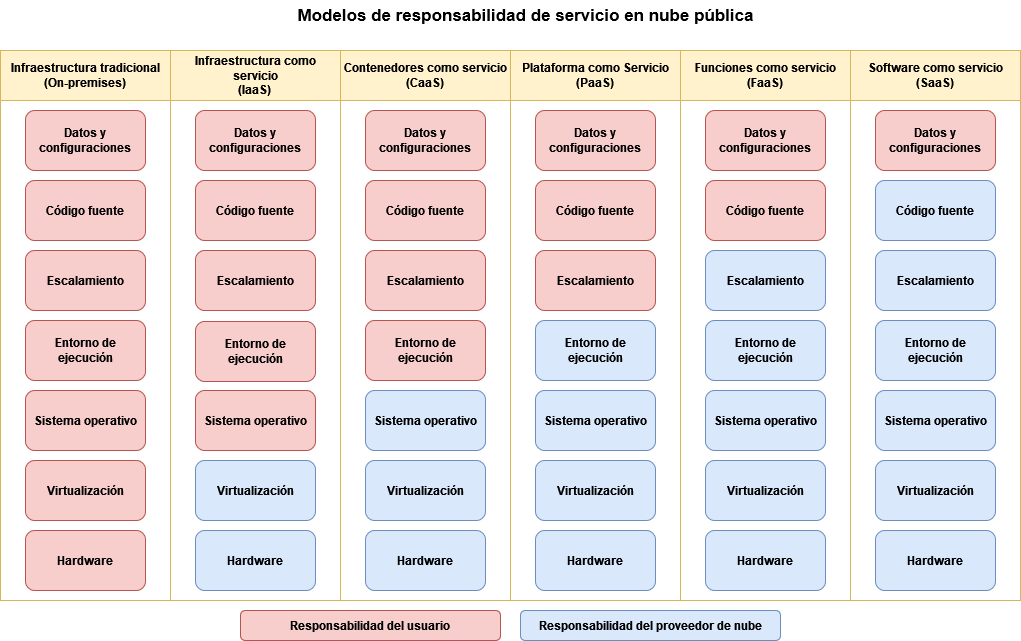 Modelos de responsabilidad de servicio en nube pública
Infraestructura tradicional
(On-premises)
Infraestructura como
servicio
(IaaS)
Contenedores como servicio
(CaaS)
Plataforma como Servicio
(PaaS)
Funciones como servicio
(FaaS)
Software como servicio
(SaaS)
Datos y
configuraciones
Datos y
configuraciones
Datos y
configuraciones
Datos y
configuraciones
Datos y
configuraciones
Datos y
configuraciones
Código fuente
Código fuente
Código fuente
Código fuente
Código fuente
Código fuente
Escalamiento
Escalamiento
Escalamiento
Escalamiento
Escalamiento
Escalamiento
Entorno de
ejecución
Entorno de
ejecución
Entorno de
ejecución
Entorno de
ejecución
Entorno de
ejecución
Entorno de
ejecución
Sistema operativo
Sistema operativo
Sistema operativo
Sistema operativo
Sistema operativo
Sistema operativo
Virtualización
Virtualización
Virtualización
Virtualización
Virtualización
Virtualización
Hardware
Hardware
Hardware
Hardware
Hardware
Hardware
Responsabilidad del usuario
Responsabilidad del proveedor de nube